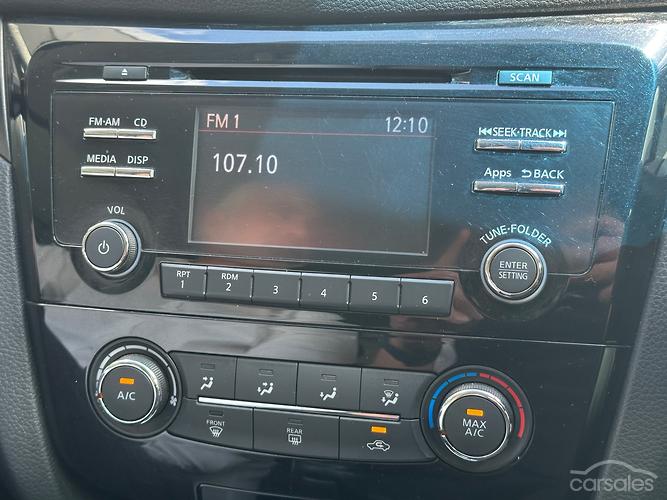 SCAN
FM·AM CD
FM 1 12:10
⏮SEEK·TRACK⏭
107.10
MEDIA DISP
Apps ⮌BACK
VOL
TUNE·FOLDER
ENTER
SETTING
RPT RDM
1 2 3 4 5 6
A/C
MAX
A/C
FRONT REAR
carsales